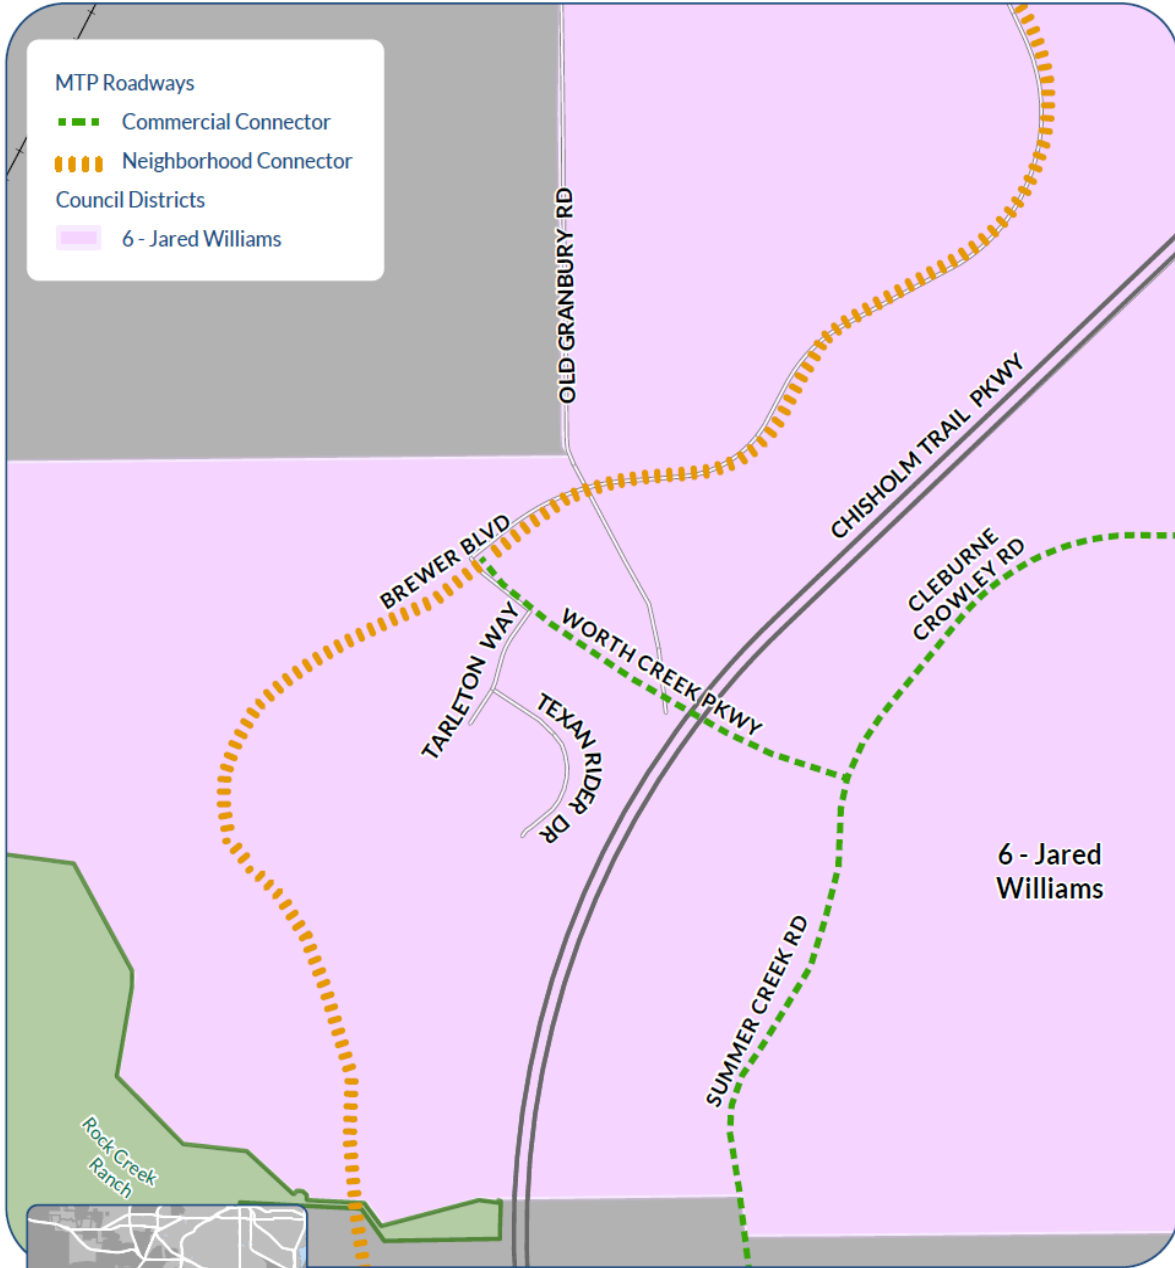 MTP Roadways
Commercial Connector
Neighborhood Connector
Council Districts
6 - Jared Williams
OLD GRANBURY RD
CHISHOLM TRAIL PKWY
BREWER BLVD
CLEBURNE
CROWLEY RD
WORTH CREEK PKWY
TARLETON WAY
TEXAN RIDER DR
6 - Jared
Williams
SUMMER CREEK RD
Rock Creek
Ranch